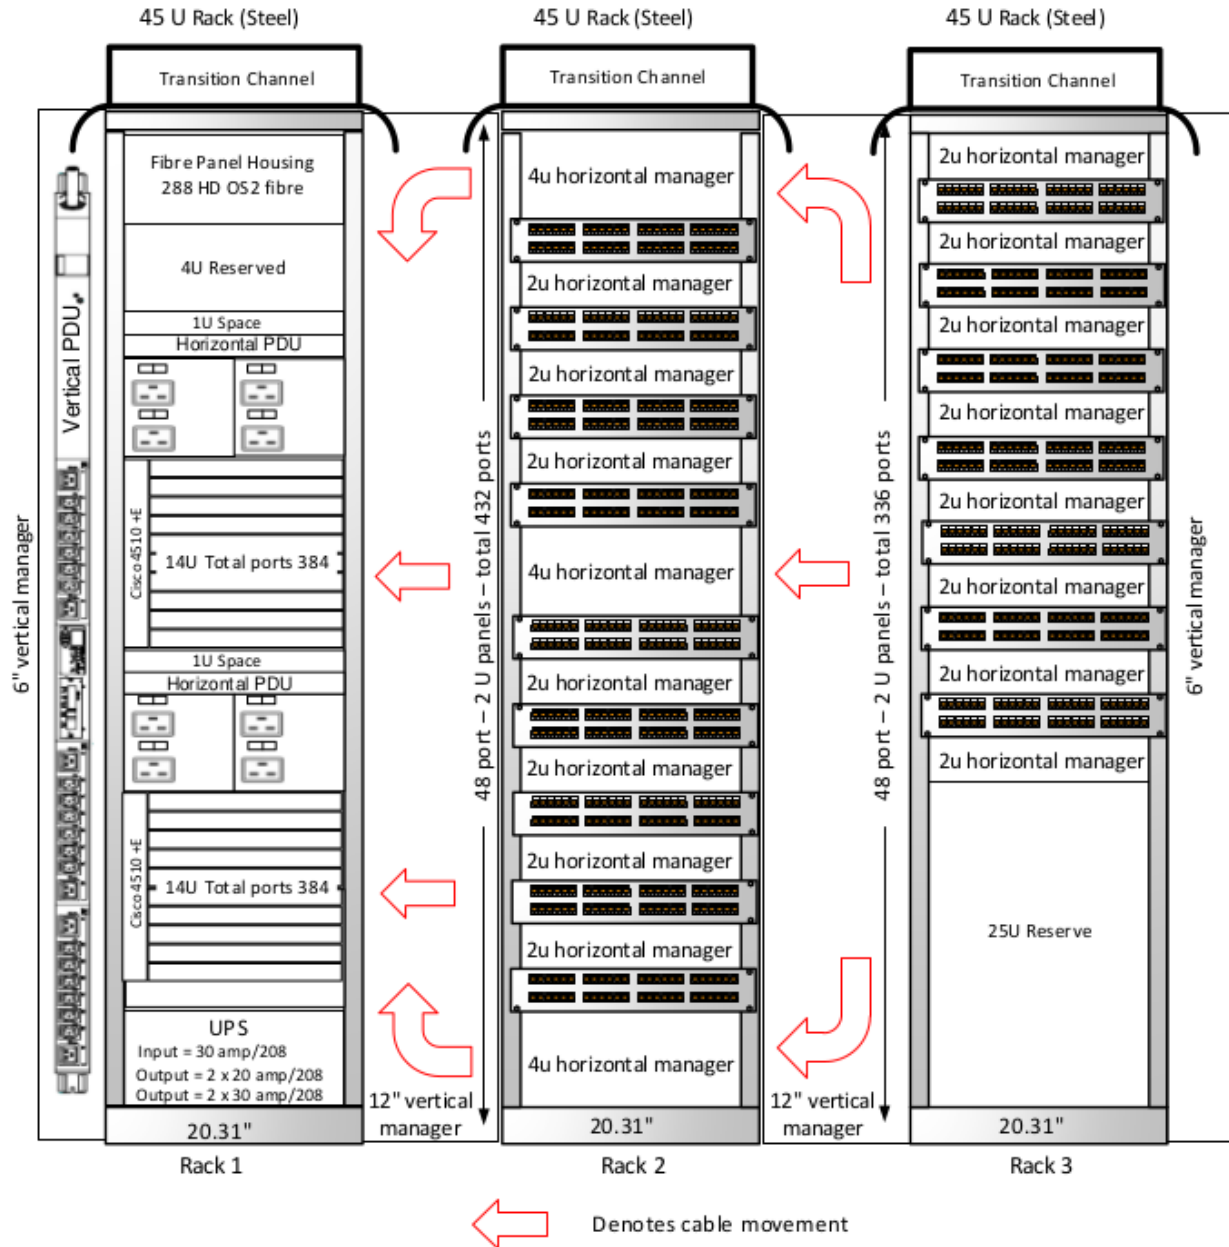 45 U Rack (Steel)
Transition Channel
Fibre Panel Housing
288 HD OS2 fibre
4U Reserved
1U Space
Horizontal PDU
Vertical PDU
Cisco 4510 +E
14U Total ports 384
6" vertical manager
1U Space
Horizontal PDU
Cisco 4510 +E
14U Total ports 384
UPS
Input = 30 amp/208
Output = 2 x 20 amp/208
Output = 2 x 30 amp/208
20.31"
Rack 1
12" vertical
manager
45 U Rack (Steel)
Transition Channel
4u horizontal manager
2u horizontal manager
2u horizontal manager
2u horizontal manager
4u horizontal manager
2u horizontal manager
2u horizontal manager
2u horizontal manager
2u horizontal manager
4u horizontal manager
48 port – 2 U panels – total 432 ports
20.31"
Rack 2
12" vertical
manager
45 U Rack (Steel)
Transition Channel
2u horizontal manager
2u horizontal manager
2u horizontal manager
2u horizontal manager
2u horizontal manager
2u horizontal manager
2u horizontal manager
2u horizontal manager
25U Reserve
48 port – 2 U panels – total 336 ports
6" vertical manager
20.31"
Rack 3
Denotes cable movement